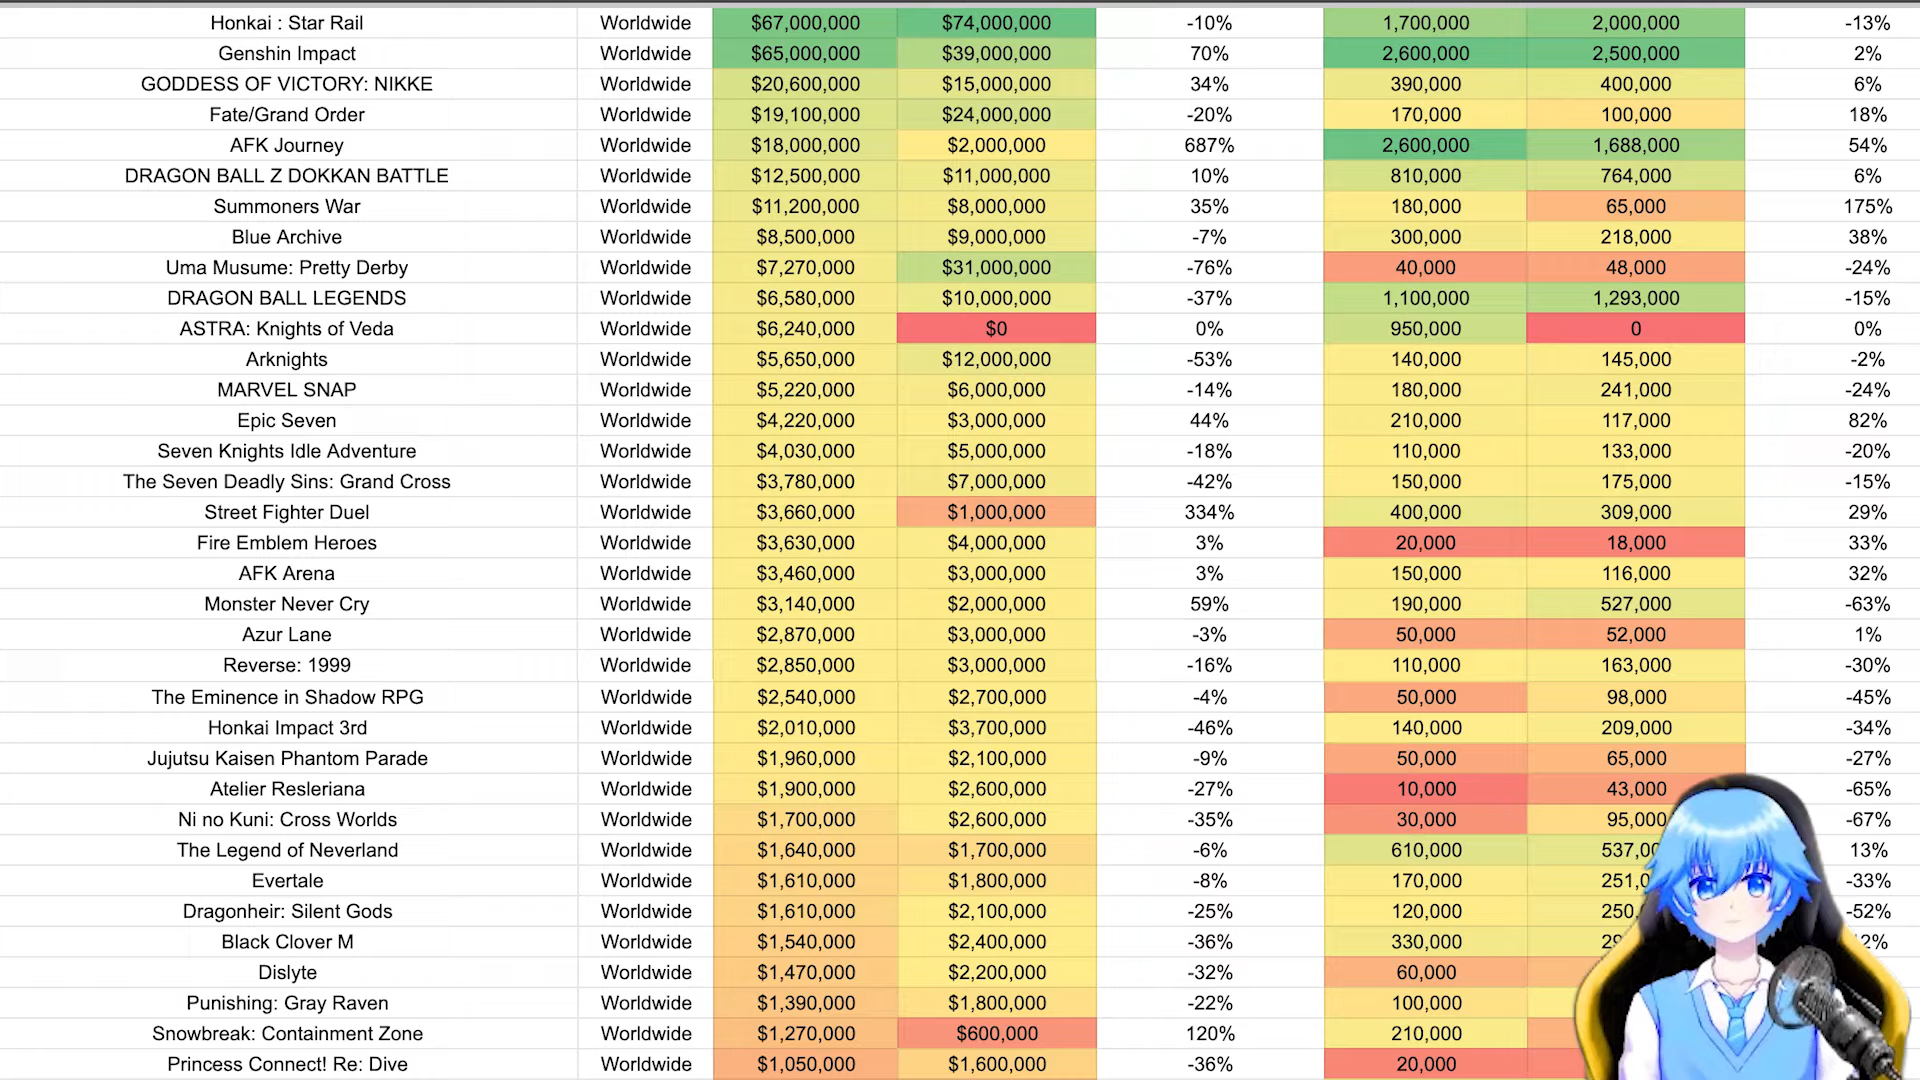 Honkai : Star Rail Worldwide $67,000,000 $74,000,000 -10% 1,700,000 2,000,000 -13%
Genshin Impact Worldwide $65,000,000 $39,000,000 70% 2,600,000 2,500,000 2%
GODDESS OF VICTORY: NIKKE Worldwide $20,600,000 $15,000,000 34% 390,000 400,000 6%
Fate/Grand Order Worldwide $19,100,000 $24,000,000 -20% 170,000 100,000 18%
AFK Journey Worldwide $18,000,000 $2,000,000 687% 2,600,000 1,688,000 54%
DRAGON BALL Z DOKKAN BATTLE Worldwide $12,500,000 $11,000,000 10% 810,000 764,000 6%
Summoners War Worldwide $11,200,000 $8,000,000 35% 180,000 65,000 175%
Blue Archive Worldwide $8,500,000 $9,000,000 -7% 300,000 218,000 38%
Uma Musume: Pretty Derby Worldwide $7,270,000 $31,000,000 -76% 40,000 48,000 -24%
DRAGON BALL LEGENDS Worldwide $6,580,000 $10,000,000 -37% 1,100,000 1,293,000 -15%
ASTRA: Knights of Veda Worldwide $6,240,000 $0 0% 950,000 0 0%
Arknights Worldwide $5,650,000 $12,000,000 -53% 140,000 145,000 -2%
MARVEL SNAP Worldwide $5,220,000 $6,000,000 -14% 180,000 241,000 -24%
Epic Seven Worldwide $4,220,000 $3,000,000 44% 210,000 117,000 82%
Seven Knights Idle Adventure Worldwide $4,030,000 $5,000,000 -18% 110,000 133,000 -20%
The Seven Deadly Sins: Grand Cross Worldwide $3,780,000 $7,000,000 -42% 150,000 175,000 -15%
Street Fighter Duel Worldwide $3,660,000 $1,000,000 334% 400,000 309,000 29%
Fire Emblem Heroes Worldwide $3,630,000 $4,000,000 3% 20,000 18,000 33%
AFK Arena Worldwide $3,460,000 $3,000,000 3% 150,000 116,000 32%
Monster Never Cry Worldwide $3,140,000 $2,000,000 59% 190,000 527,000 -63%
Azur Lane Worldwide $2,870,000 $3,000,000 -3% 50,000 52,000 1%
Reverse: 1999 Worldwide $2,850,000 $3,000,000 -16% 110,000 163,000 -30%
The Eminence in Shadow RPG Worldwide $2,540,000 $2,700,000 -4% 50,000 98,000 -45%
Honkai Impact 3rd Worldwide $2,010,000 $3,700,000 -46% 140,000 209,000 -34%
Jujutsu Kaisen Phantom Parade Worldwide $1,960,000 $2,100,000 -9% 50,000 65,000 -27%
Atelier Resleriana Worldwide $1,900,000 $2,600,000 -27% 10,000 43,000 -65%
Ni no Kuni: Cross Worlds Worldwide $1,700,000 $2,600,000 -35% 30,000 95,000 -67%
The Legend of Neverland Worldwide $1,640,000 $1,700,000 -6% 610,000 13%
Evertale Worldwide $1,610,000 $1,800,000 -8% 170,000 -33%
Dragonheir: Silent Gods Worldwide $1,610,000 $2,100,000 -25% 120,000 -52%
Black Clover M Worldwide $1,540,000 $2,400,000 -36% 330,000
Dislyte Worldwide $1,470,000 $2,200,000 -32% 60,000
Punishing: Gray Raven Worldwide $1,390,000 $1,800,000 -22% 100,000
Snowbreak: Containment Zone Worldwide $1,270,000 $600,000 120% 210,000
Princess Connect! Re: Dive Worldwide $1,050,000 $1,600,000 -36% 20,000